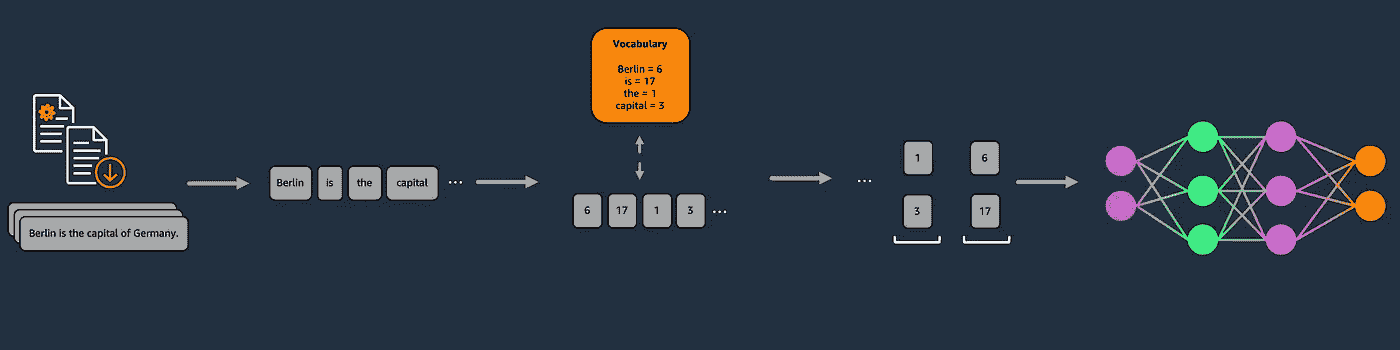 Berlin is the capital of Germany.
Berlin is the capital ...
Vocabulary
Berlin = 6
is = 17
the = 1
capital = 3
6 17 1 3 ...
... 1 6
3 17